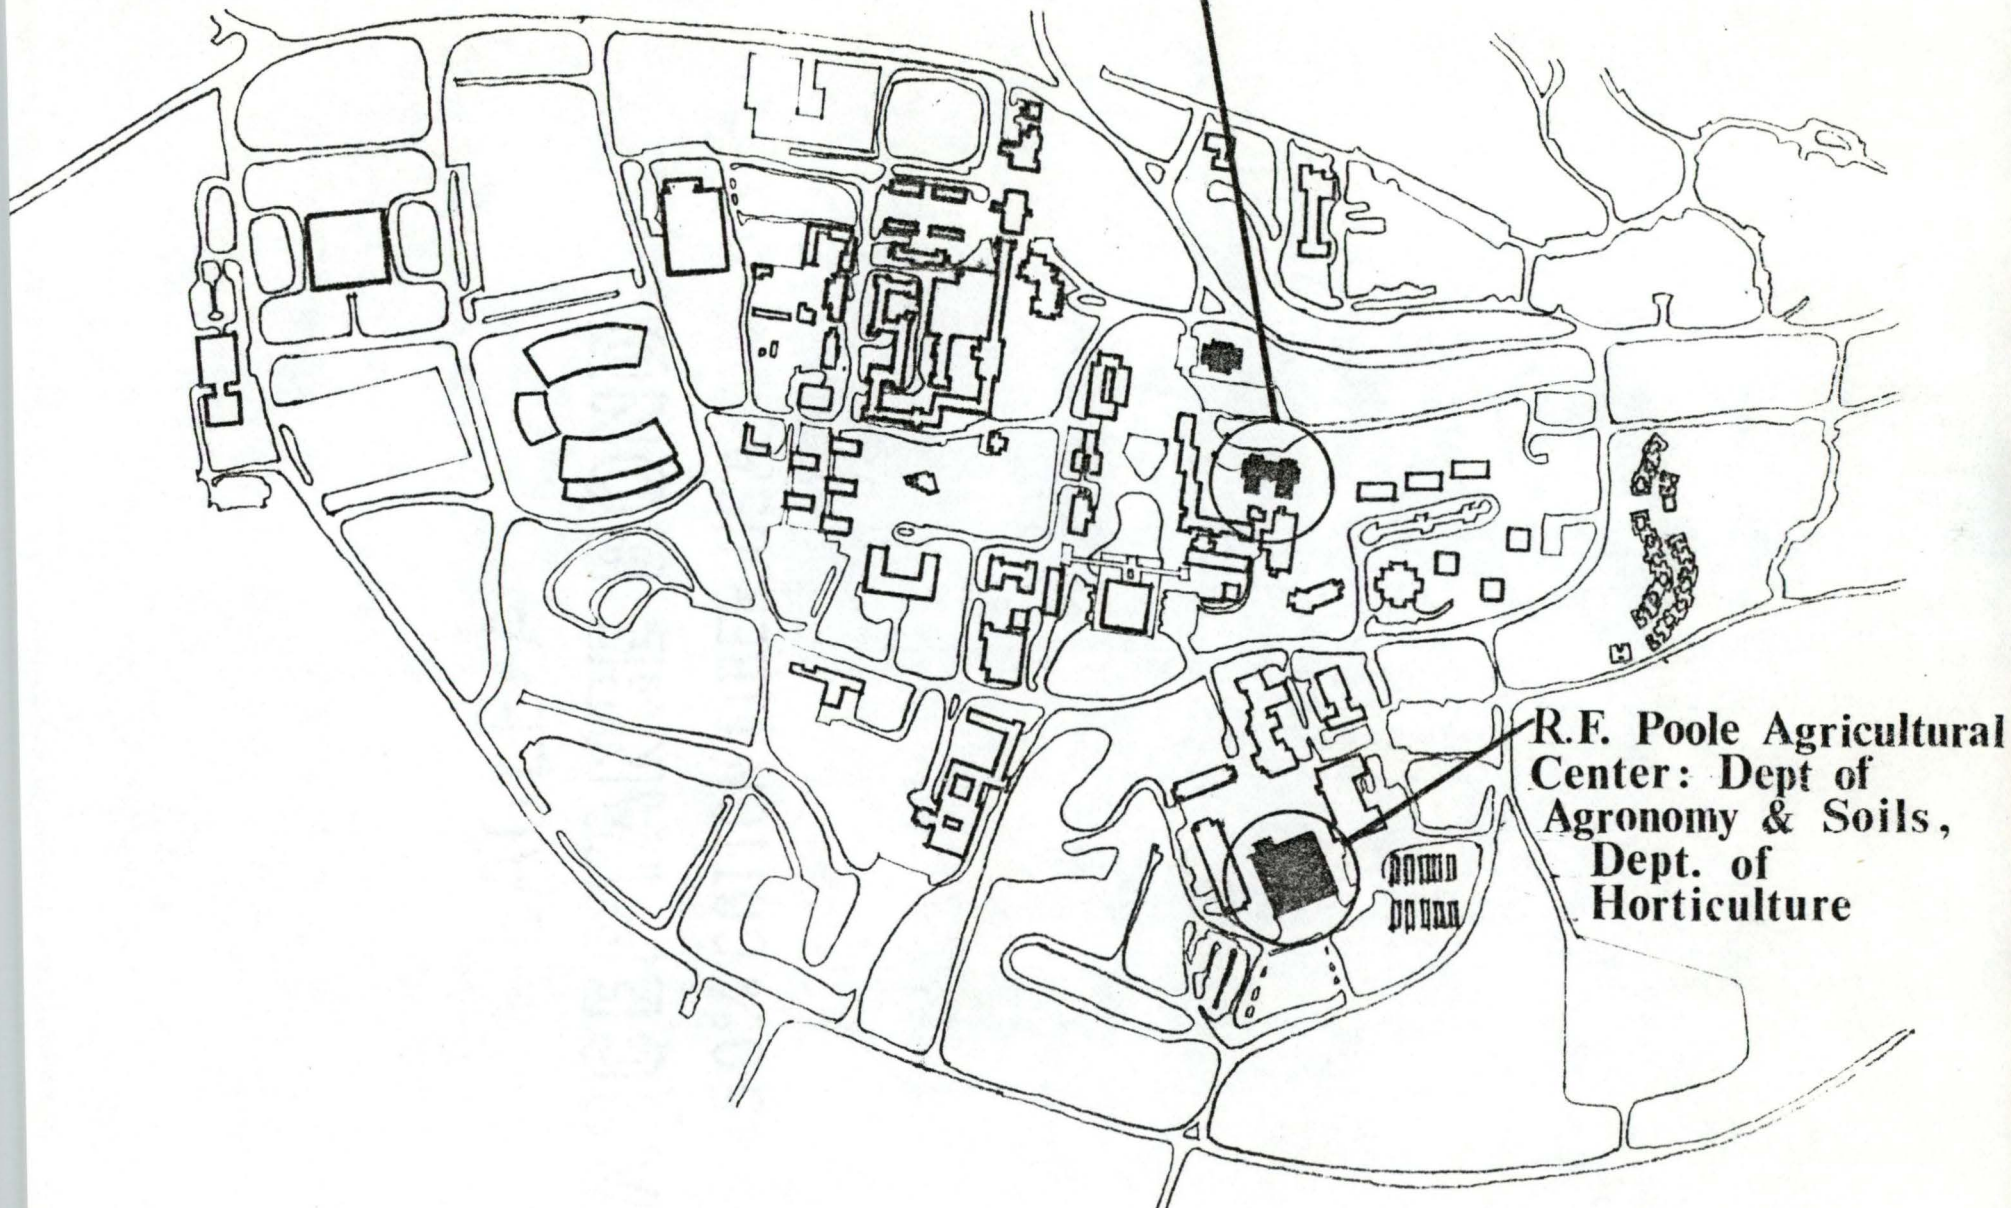 R.F. Poole Agricultural
Center: Dept of
Agronomy & Soils,
Dept. of
Horticulture